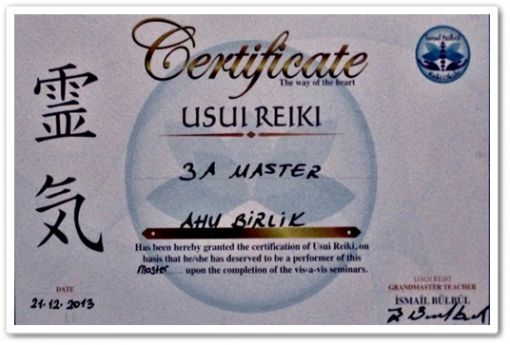 Certificate
The way of the heart
霊気
USUI REIKI
3A MASTER
AHU BİRLİK
Has been hereby granted the certification of Usui Reiki, on
basis that he/she has deserved to be a performer of this
Master upon the completion of the vis-a-vis seminars.
DATE
21.12.2013
USUI REIKI
GRANDMASTER TEACHER
İSMAİL BÜLBÜL